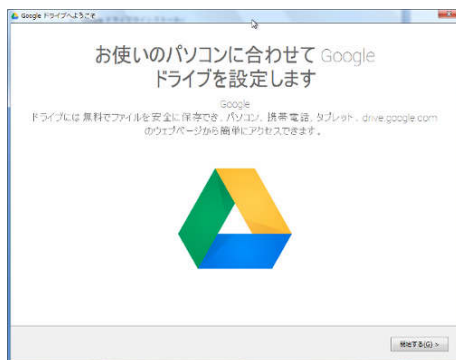 Google ドライブへようこそ
お使いのパソコンに合わせて Google
ドライブを設定します
Google
ドライブには 無料でファイルを安全に保存でき、パソコン、携帯電話、タブレット、drive.google.com
のウェブページから簡単にアクセスできます。
開始する(G) >